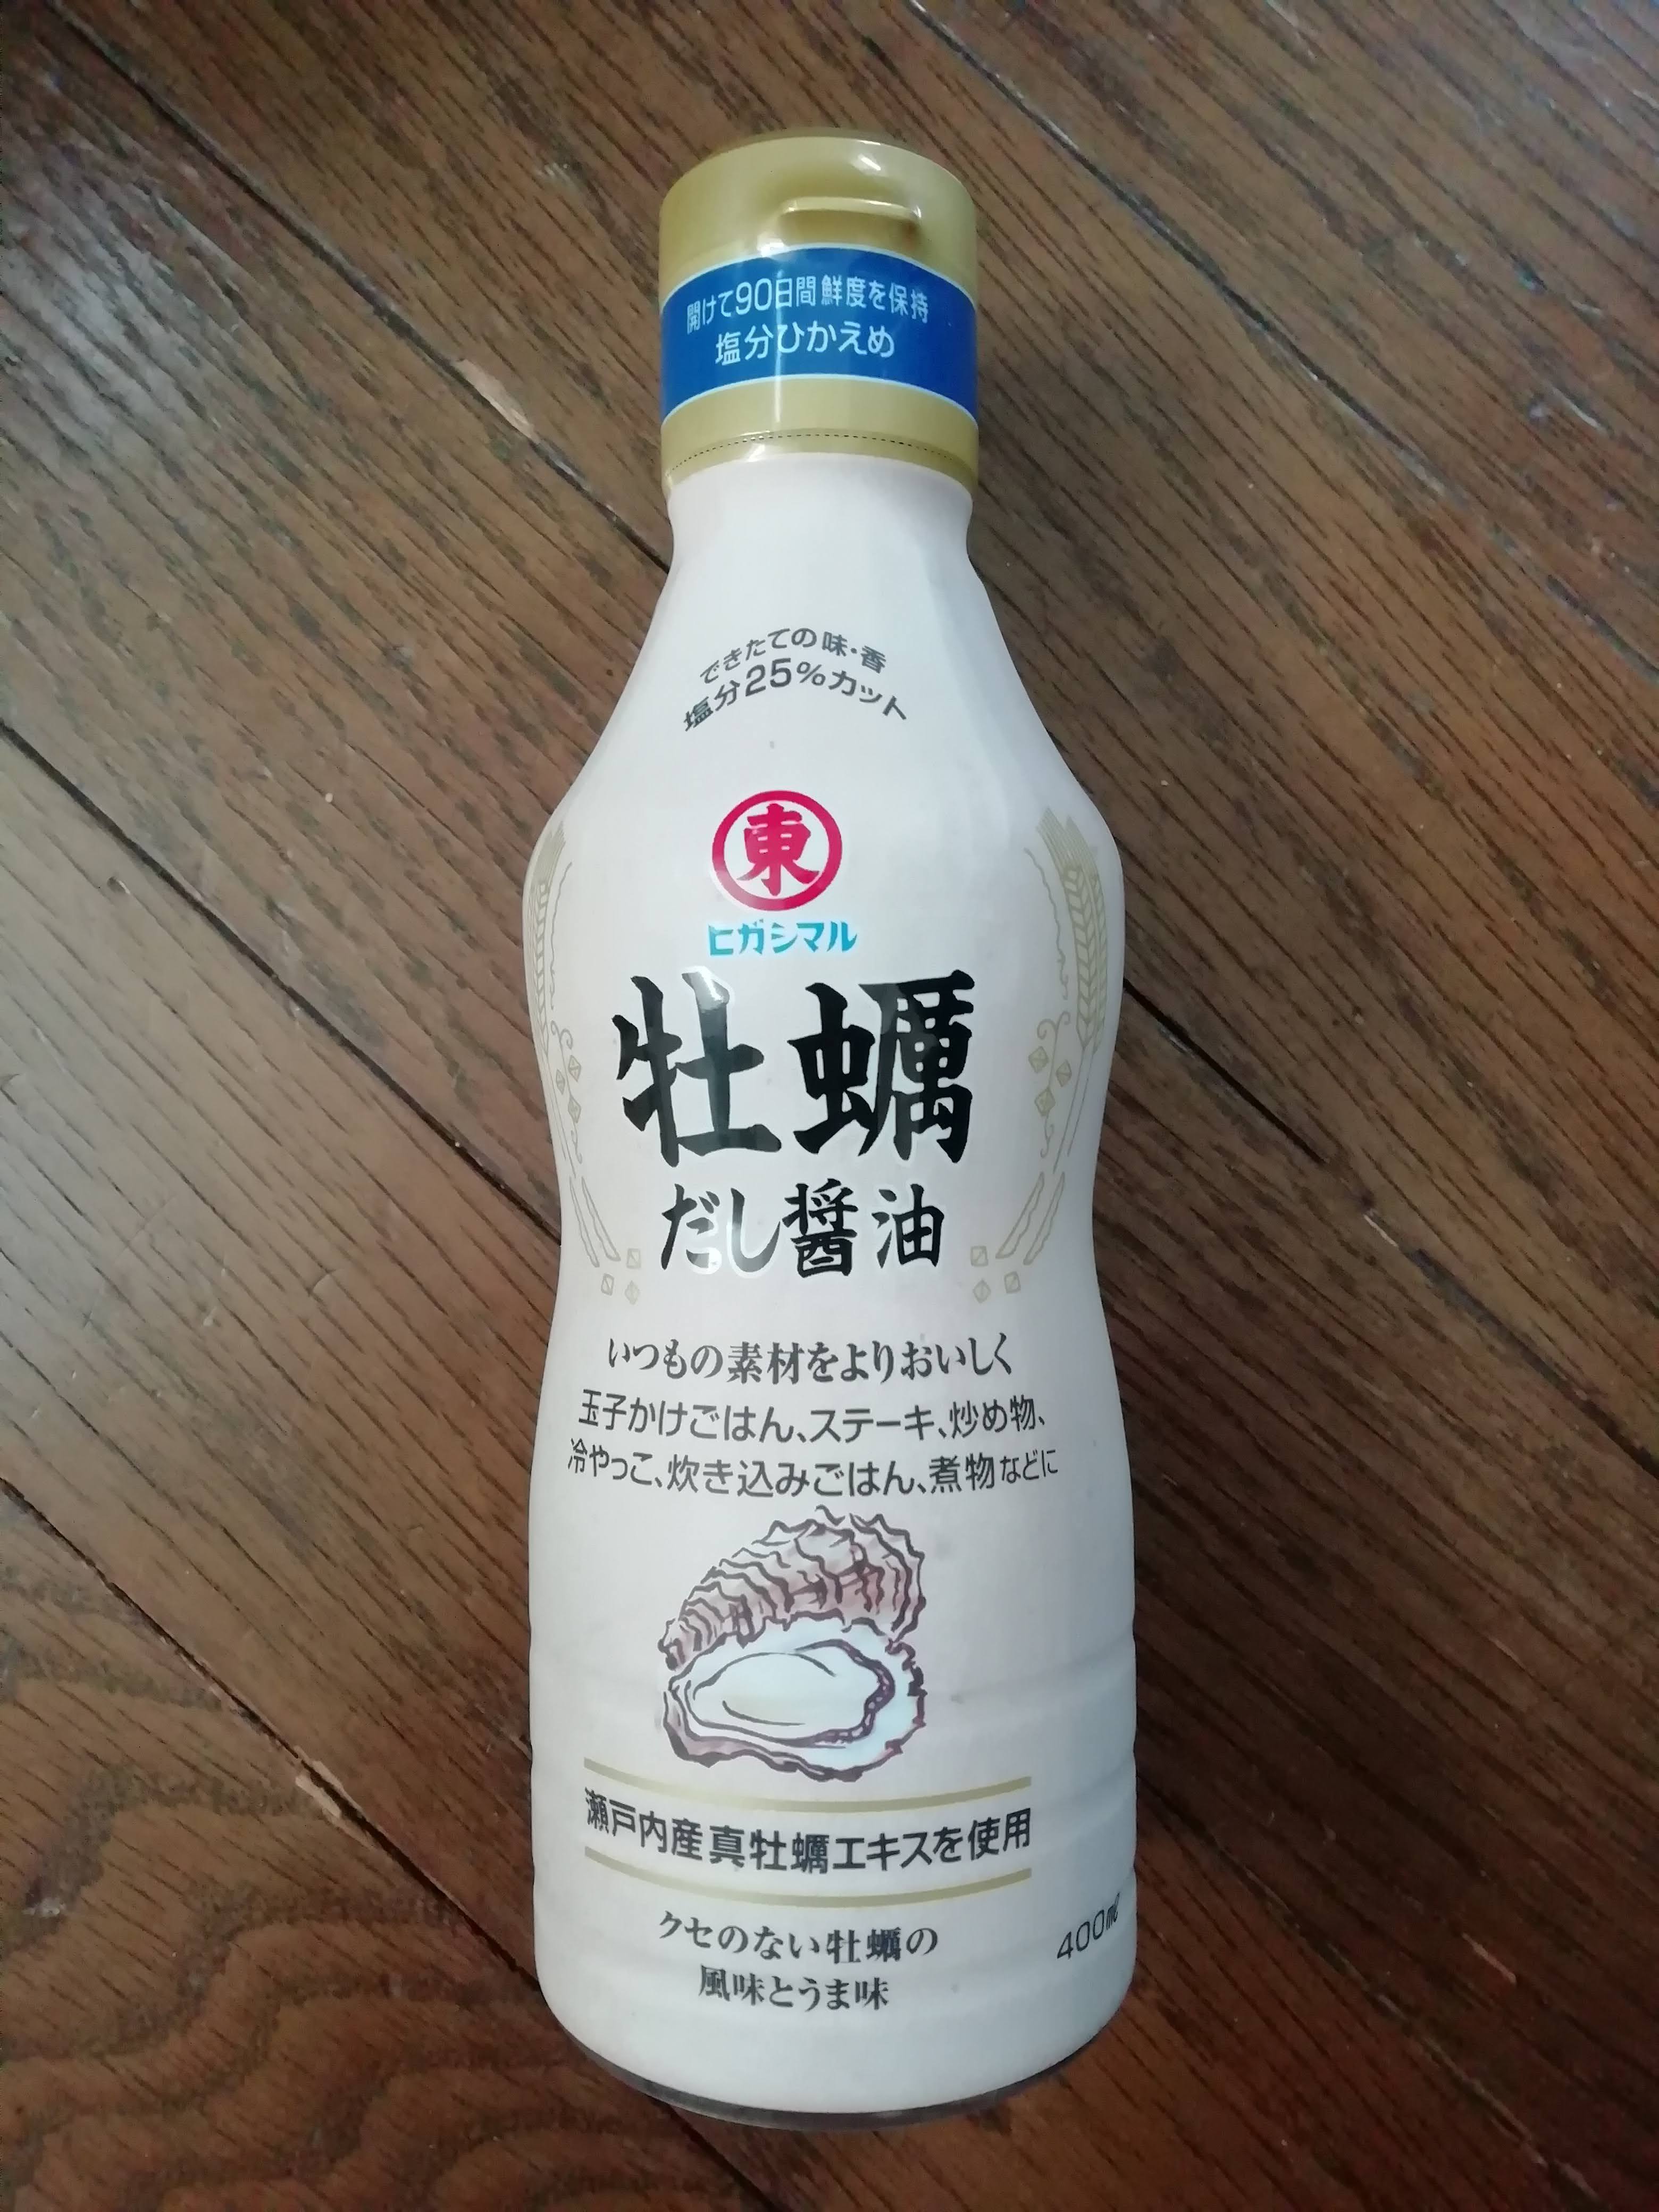 開けて90日間鮮度を保持
塩分ひかえめ
できたての味・香
塩分25%カット
東
ヒガシマル
牡蠣
だし醤油
いつもの素材をよりおいしく
玉子かけごはん、ステーキ、炒め物、
冷やっこ、炊き込みごはん、煮物などに
瀬戸内産真牡蠣エキスを使用
クセのない牡蠣の
風味とうま味
400㎖